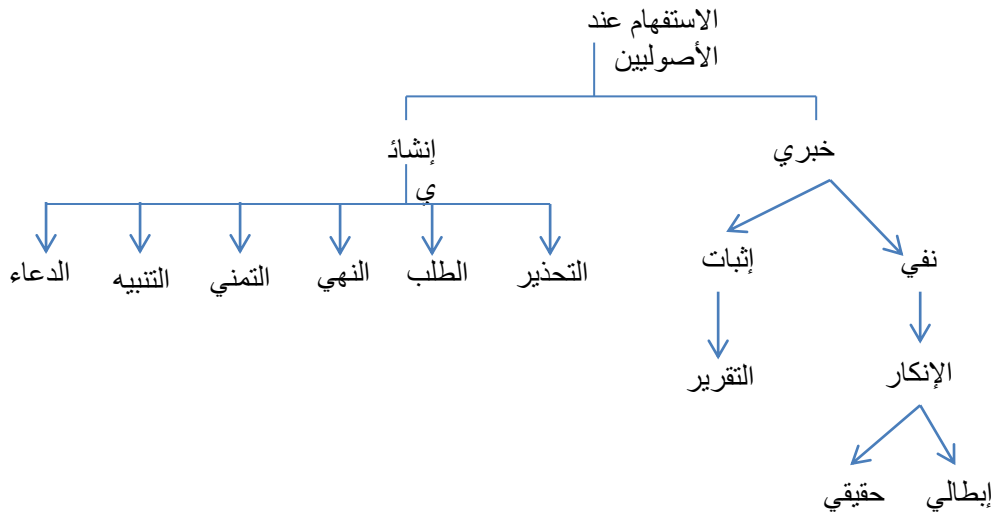 الاستفهام عند
الأصوليين
خبري
إنشائ
ي
نفي
إثبات
التحذير
الطلب
النهي
التمني
التنبيه
الدعاء
الإنكار
التقرير
إبطالي
حقيقي